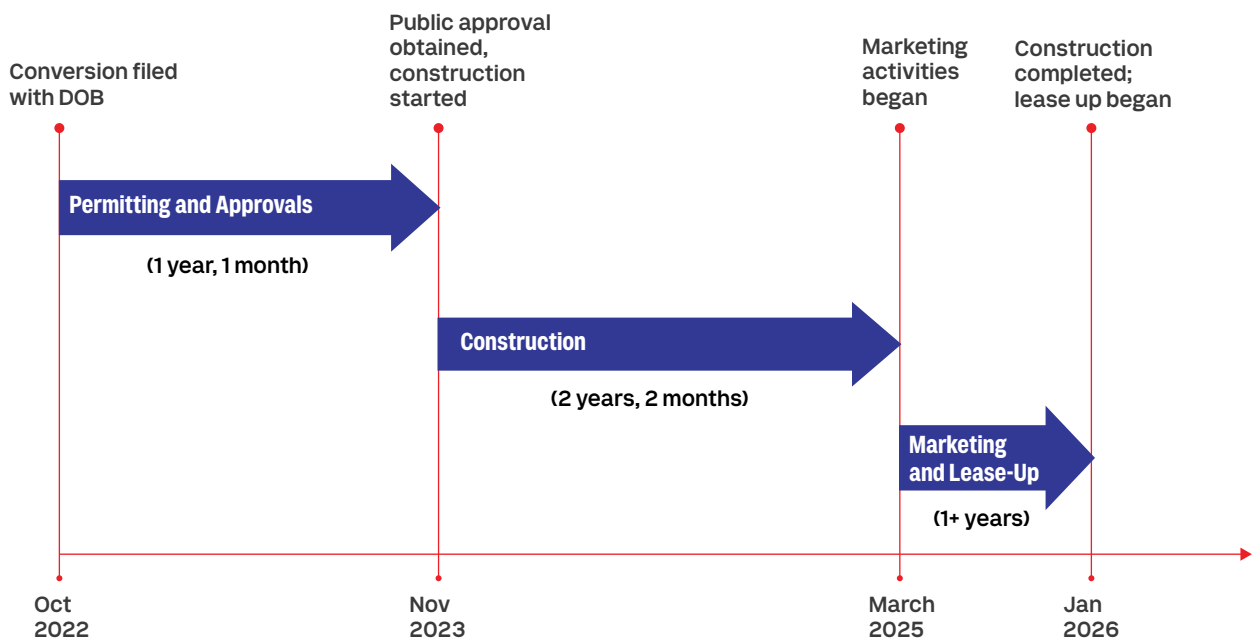 Conversion filed
with DOB
Public approval
obtained,
construction
started
Marketing
activities
began
Construction
completed;
lease up began
Permitting and Approvals
(1 year, 1 month)
Construction
(2 years, 2 months)
Marketing
and Lease-Up
(1+ years)
Oct
2022
Nov
2023
March
2025
Jan
2026